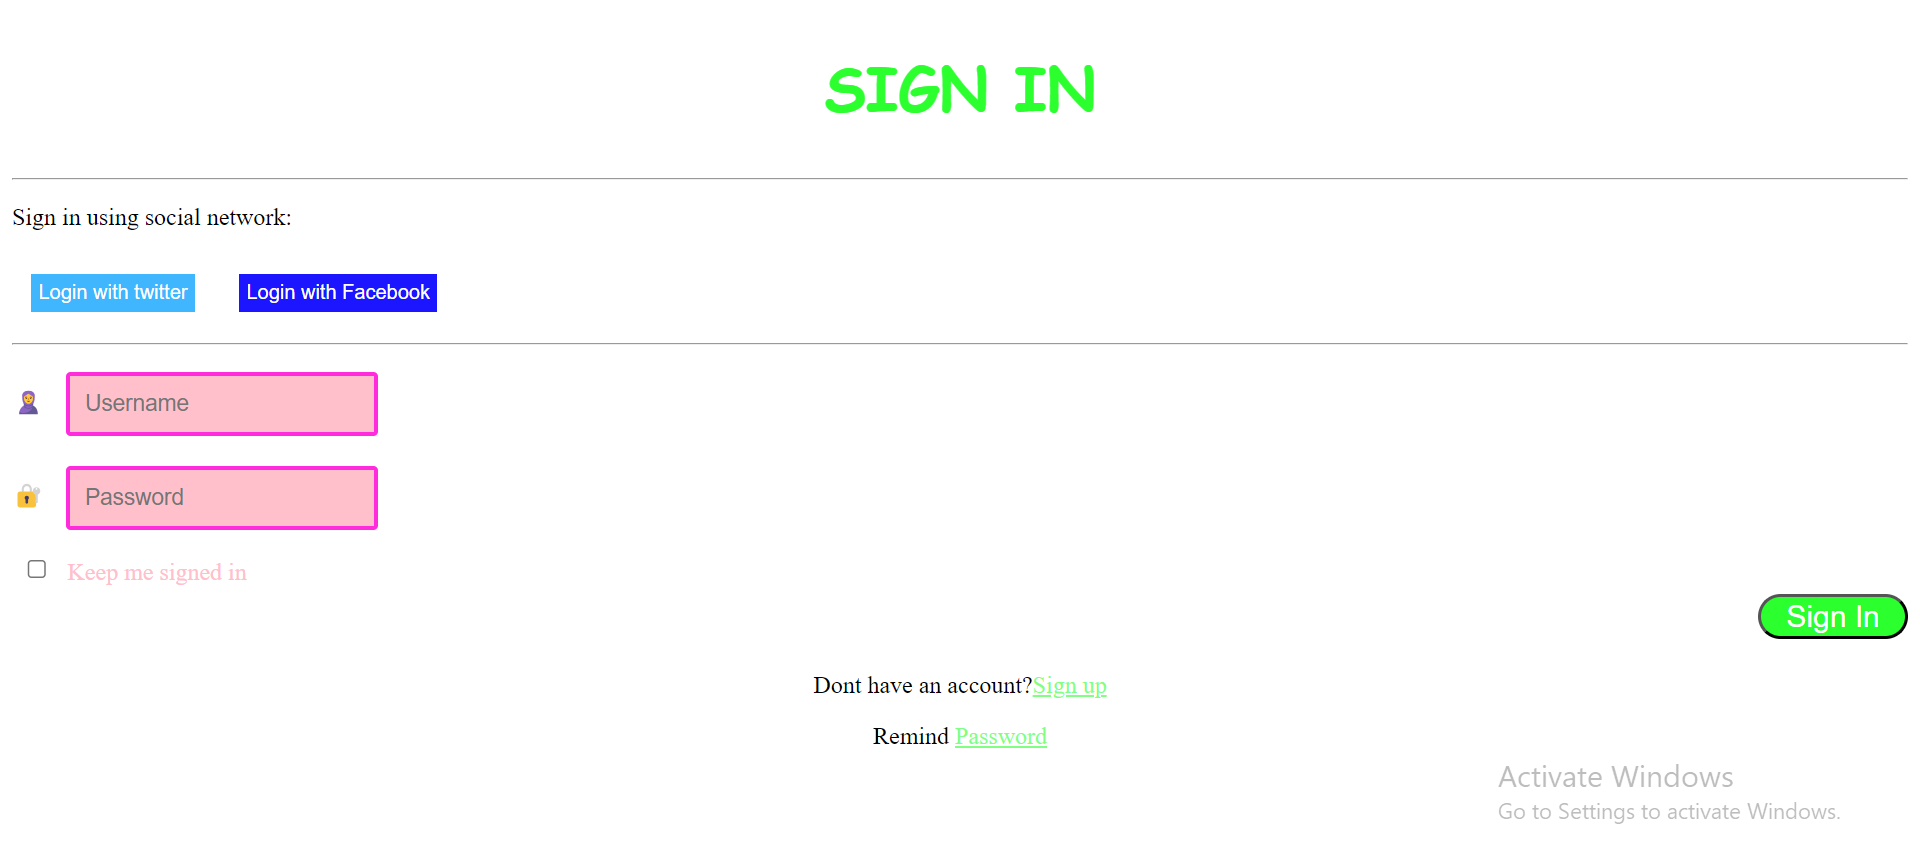 SIGN IN
Sign in using social network:
Login with twitter Login with Facebook
Username
Password
Keep me signed in
Sign In
Dont have an account?Sign up
Remind Password
Activate Windows
Go to Settings to activate Windows.